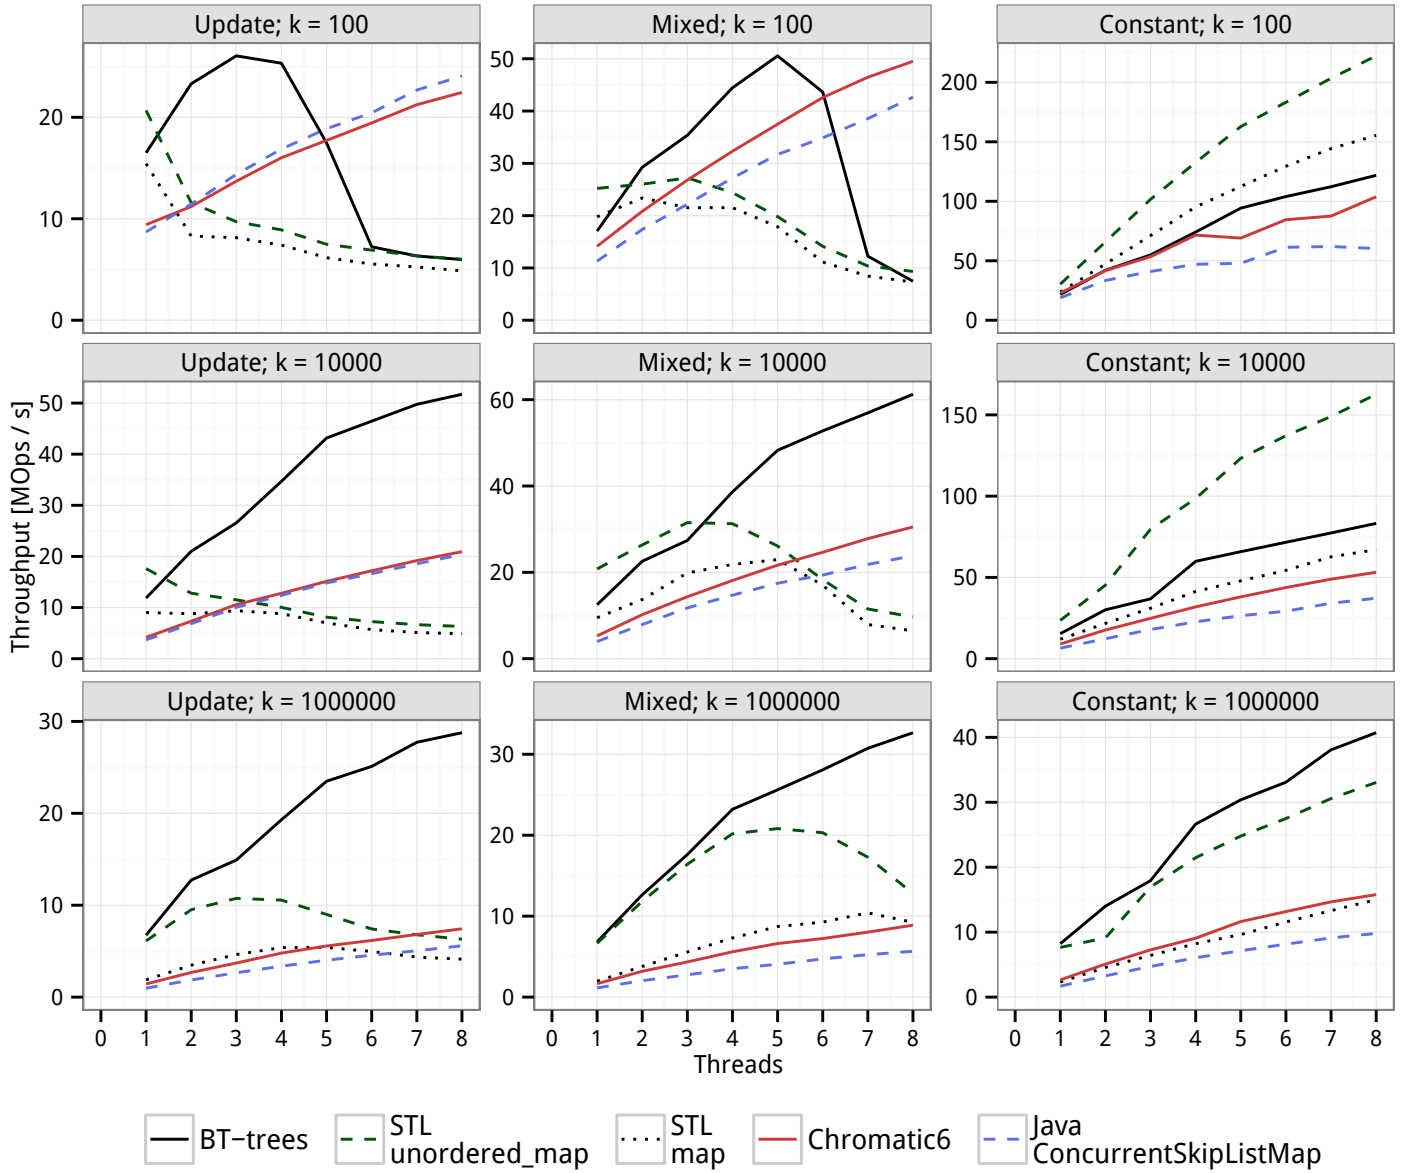 Update; k = 100
Mixed; k = 100
Constant; k = 100
20
10
0
50
40
30
20
10
0
200
150
100
50
0
Update; k = 10000
Mixed; k = 10000
Constant; k = 10000
Throughput [MOps / s]
50
40
30
20
10
0
60
40
20
0
150
100
50
0
Update; k = 1000000
Mixed; k = 1000000
Constant; k = 1000000
30
20
10
0
30
20
10
0
40
30
20
10
0
0 1 2 3 4 5 6 7 8
0 1 2 3 4 5 6 7 8
0 1 2 3 4 5 6 7 8
Threads
BT−trees
STL
unordered_map
STL
map
Chromatic6
Java
ConcurrentSkipListMap